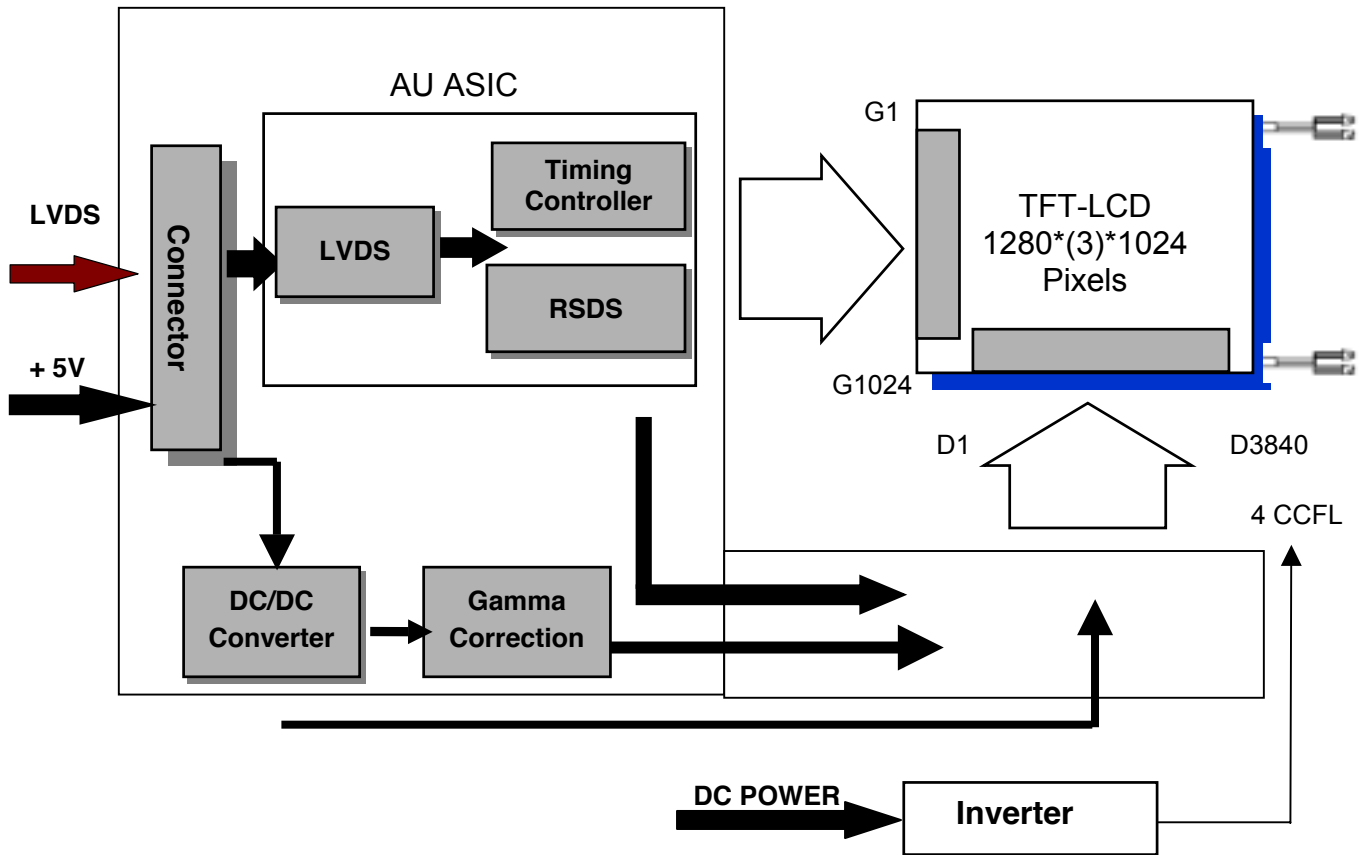 AU ASIC
LVDS
+ 5V
Connector
LVDS
Timing
Controller
RSDS
DC/DC
Converter
Gamma
Correction
G1
TFT-LCD
1280*(3)*1024
Pixels
G1024
D1
D3840
4 CCFL
DC POWER
Inverter